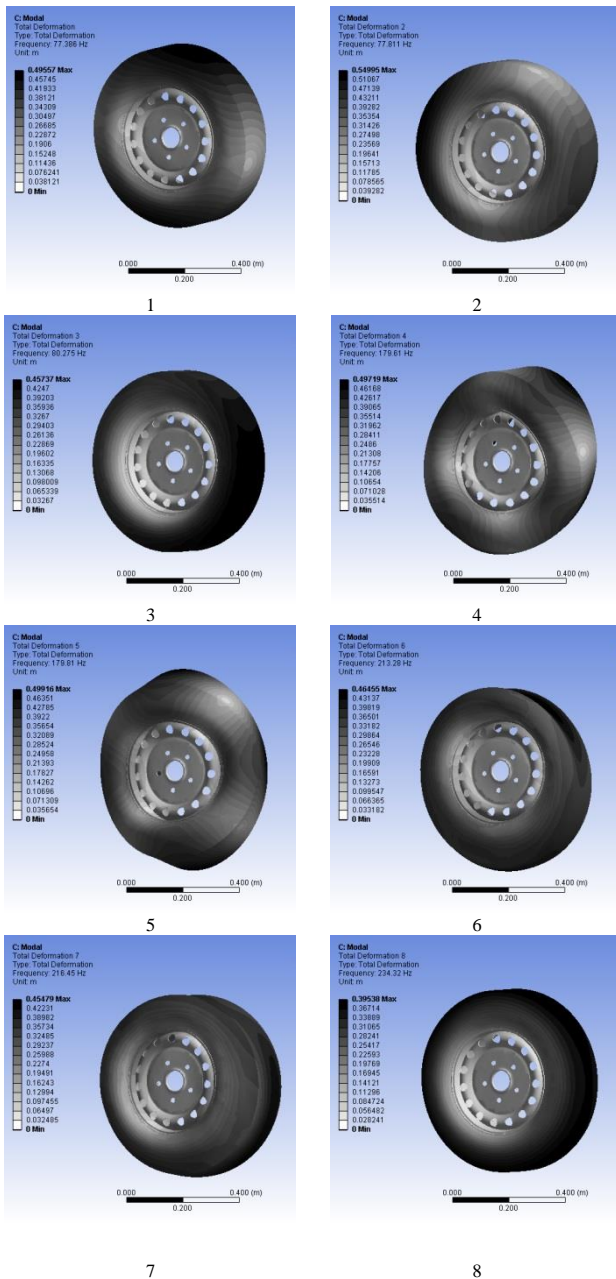 C: Modal
Total Deformation
Type: Total Deformation
Frequency: 77.386 Hz
Unit: m
0.49557 Max
0.45745
0.41933
0.38121
0.34309
0.30497
0.26685
0.22872
0.1906
0.15248
0.11436
0.076241
0.038121
0 Min
0.000
0.400 (m)
0.200
1
C: Modal
Total Deformation 2
Type: Total Deformation
Frequency: 77.811 Hz
Unit: m
0.54995 Max
0.51067
0.47139
0.43211
0.39282
0.35354
0.31426
0.27498
0.23569
0.19641
0.15713
0.11785
0.078565
0.039282
0 Min
0.000
0.400 (m)
0.200
2
C: Modal
Total Deformation 3
Type: Total Deformation
Frequency: 80.275 Hz
Unit: m
0.45737 Max
0.4247
0.39203
0.35936
0.3267
0.29403
0.26136
0.22869
0.19602
0.16335
0.13068
0.098009
0.065339
0.03267
0 Min
0.000
0.400 (m)
0.200
3
C: Modal
Total Deformation 4
Type: Total Deformation
Frequency: 179.61 Hz
Unit: m
0.49719 Max
0.46168
0.42617
0.39065
0.35514
0.31962
0.28411
0.2486
0.21308
0.17757
0.14206
0.10654
0.071028
0.035514
0 Min
0.000
0.400 (m)
0.200
4
C: Modal
Total Deformation 5
Type: Total Deformation
Frequency: 179.81 Hz
Unit: m
0.49916 Max
0.46351
0.42785
0.3922
0.35654
0.32089
0.28524
0.24958
0.21393
0.17827
0.14262
0.10696
0.071309
0.035654
0 Min
0.000
0.400 (m)
0.200
5
C: Modal
Total Deformation 6
Type: Total Deformation
Frequency: 213.28 Hz
Unit: m
0.46455 Max
0.43137
0.39819
0.36501
0.33182
0.29864
0.26546
0.23228
0.19909
0.16591
0.13273
0.099547
0.066365
0.033182
0 Min
0.000
0.400 (m)
0.200
6
C: Modal
Total Deformation 7
Type: Total Deformation
Frequency: 216.45 Hz
Unit: m
0.45479 Max
0.42231
0.38982
0.35734
0.32485
0.29237
0.25988
0.2274
0.19491
0.16243
0.12994
0.097455
0.06497
0.032485
0 Min
0.000
0.400 (m)
0.200
7
C: Modal
Total Deformation 8
Type: Total Deformation
Frequency: 234.32 Hz
Unit: m
0.39538 Max
0.36714
0.33889
0.31065
0.28241
0.25417
0.22593
0.19769
0.16945
0.14121
0.11296
0.084724
0.056482
0.028241
0 Min
0.000
0.400 (m)
0.200
8